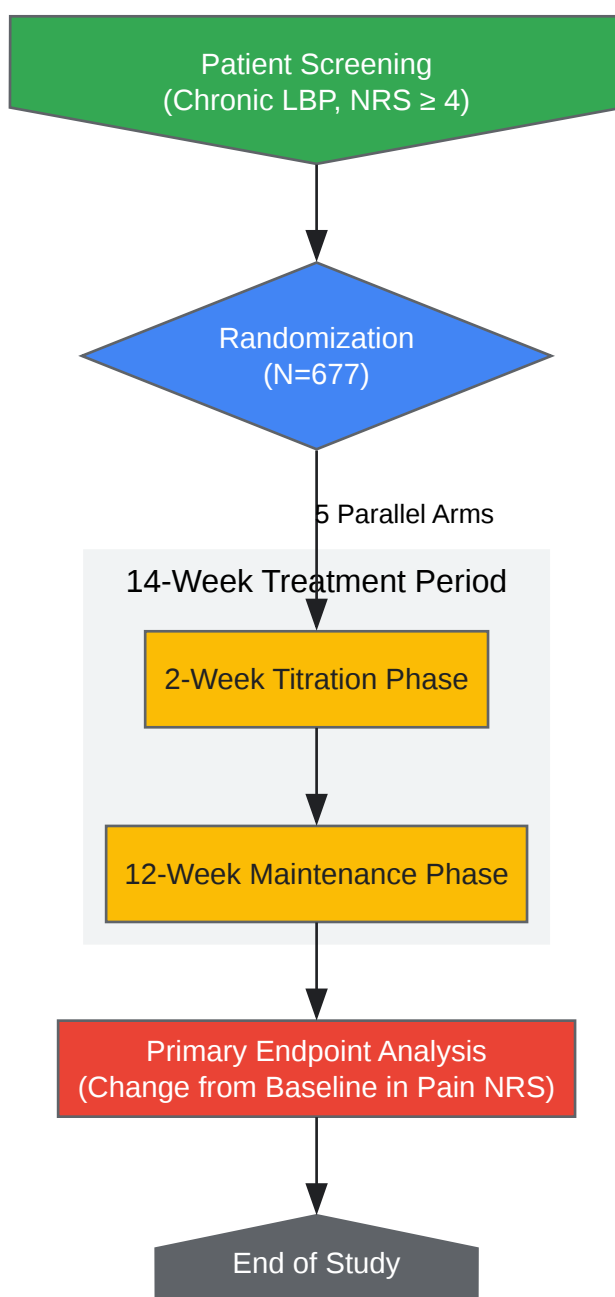 Patient Screening
(Chronic LBP, NRS ≥ 4)
Randomization
(N=677)
5 Parallel Arms
14-Week Treatment Period
2-Week Titration Phase
12-Week Maintenance Phase
Primary Endpoint Analysis
(Change from Baseline in Pain NRS)
End of Study